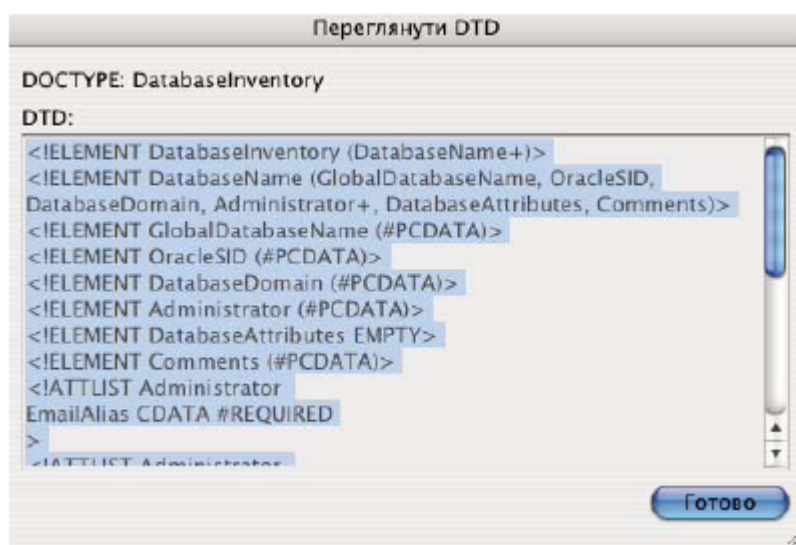 Переглянути DTD
DOCTYPE: DatabaseInventory
DTD:
<!ELEMENT DatabaseInventory (DatabaseName+)>
<!ELEMENT DatabaseName (GlobalDatabaseName, OracleSID,
DatabaseDomain, Administrator+, DatabaseAttributes, Comments)>
<!ELEMENT GlobalDatabaseName (#PCDATA)>
<!ELEMENT OracleSID (#PCDATA)>
<!ELEMENT DatabaseDomain (#PCDATA)>
<!ELEMENT Administrator (#PCDATA)>
<!ELEMENT DatabaseAttributes EMPTY>
<!ELEMENT Comments (#PCDATA)>
<!ATTLIST Administrator
EmailAlias CDATA #REQUIRED
>
<!ATTLIST Administrator
Готово